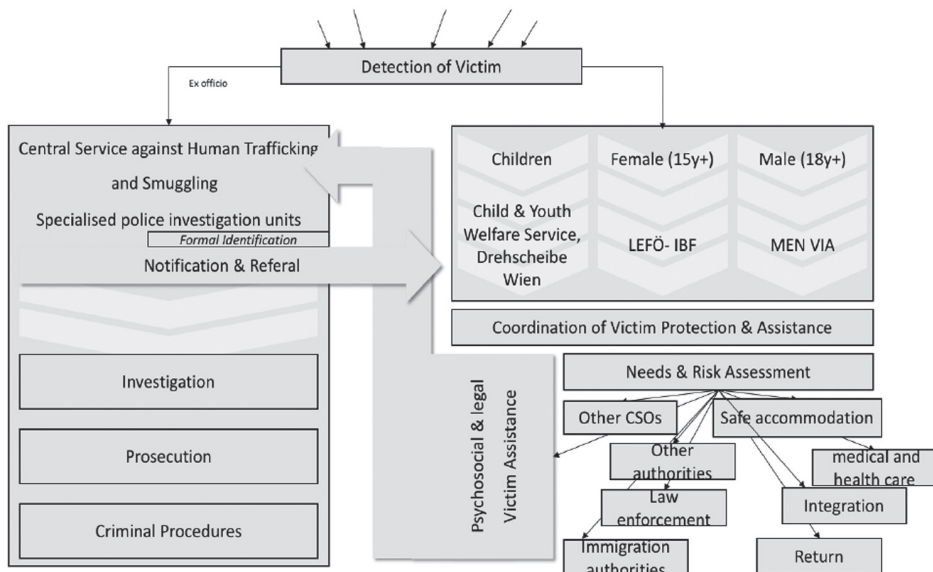 Detection of Victim
Ex officio
Central Service against Human Trafficking
and Smuggling
Specialised police investigation units
Formal Identification
Notification & Referal
Investigation
Prosecution
Criminal Procedures
Children
Child & Youth
Welfare Service,
Drehscheibe
Wien
Female (15y+)
LEFÖ- IBF
Male (18y+)
MEN VIA
Coordination of Victim Protection & Assistance
Needs & Risk Assessment
Psychosocial & legal
Victim Assistance
Other CSOs
Safe accommodation
Other
authorities
medical and
health care
Law
enforcement
Integration
Immigration
authorities
Return